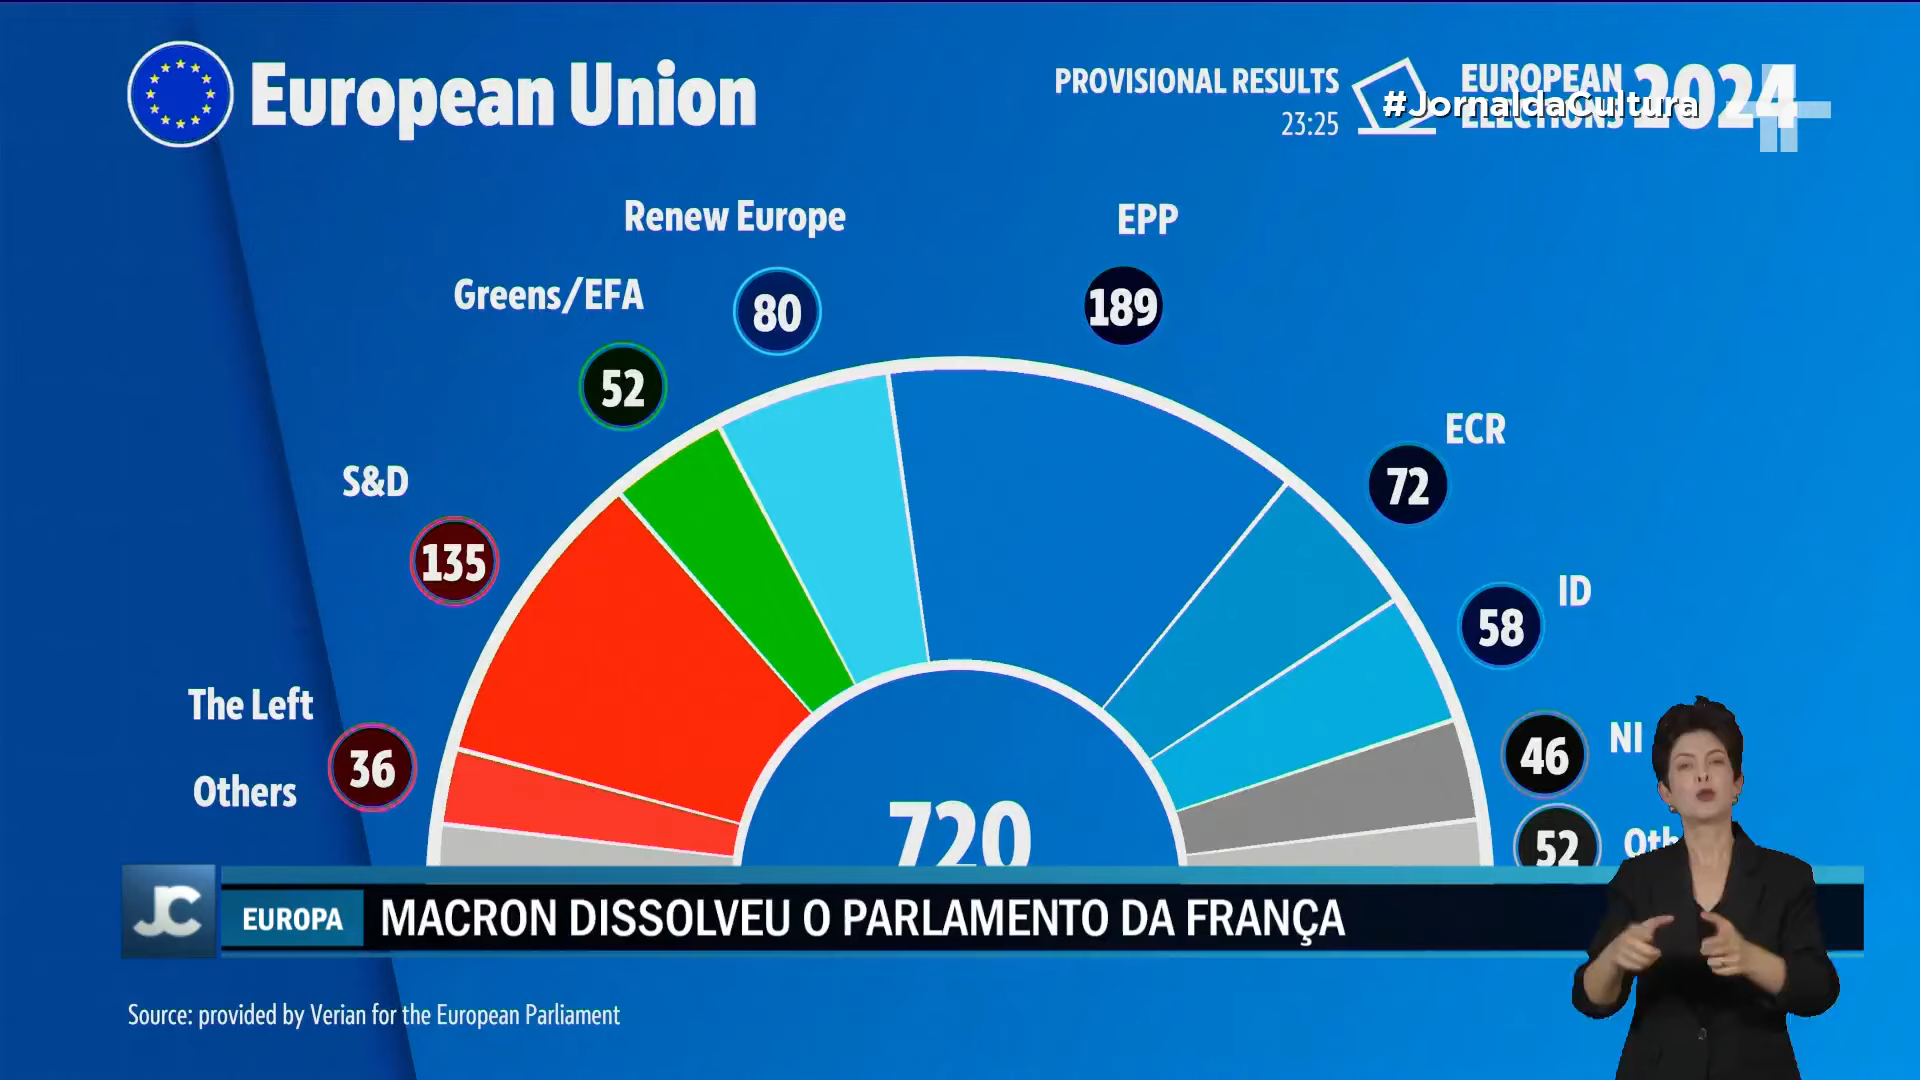 European Union
PROVISIONAL RESULTS
23:25
EUROPEAN
ELECTIONS
2024
#JornaldaCultura
Renew Europe
80
EPP
189
Greens/EFA
52
ECR
72
S&D
135
ID
58
The Left
36
Others
NI
46
52
720
JC
EUROPA
MACRON DISSOLVEU O PARLAMENTO DA FRANÇA
Source: provided by Verian for the European Parliament